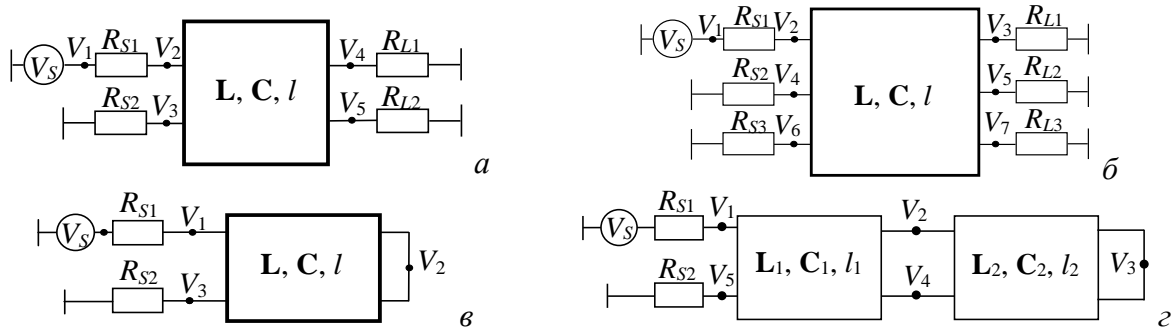 V1 RS1 V2 V4 RL1
VS L, C, l
RS2 V3 V5 RL2
а
V1 RS1 V2 V3 RL1
VS
RS2 V4 L, C, l V5 RL2
RS3 V6 V7 RL3
б
RS1 V1
VS L, C, l V2
RS2 V3
в
RS1 V1 V2
VS L1, C1, l1 L2, C2, l2 V3
RS2 V5 V4
г